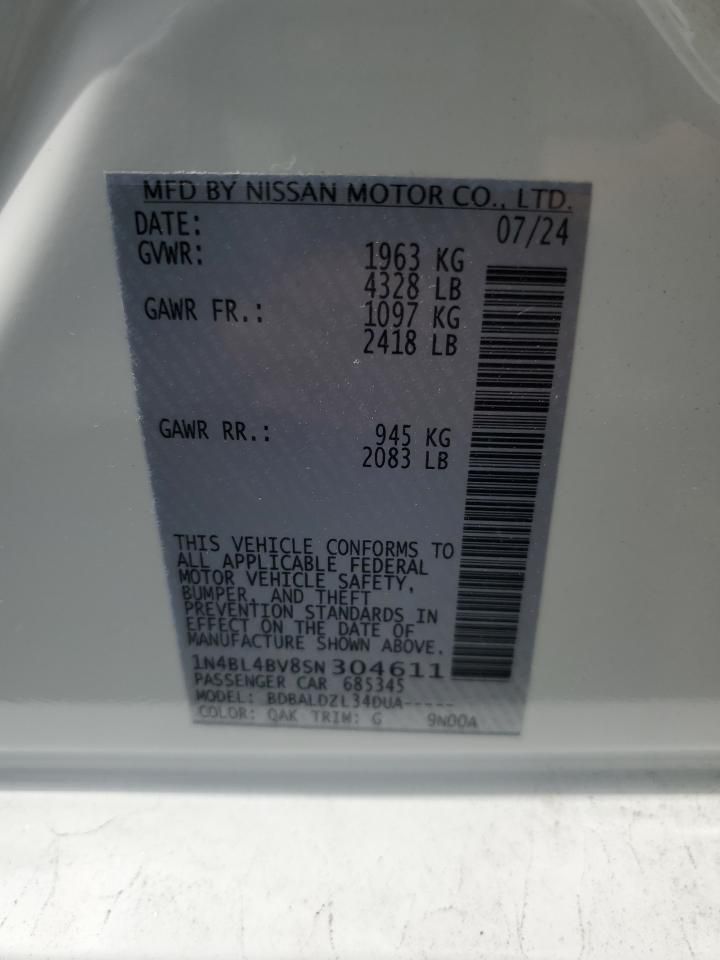 MFD BY NISSAN MOTOR CO., LTD.
DATE: 07/24
GVWR: 1963 KG
4328 LB
GAWR FR.: 1097 KG
2418 LB
GAWR RR.: 945 KG
2083 LB
THIS VEHICLE CONFORMS TO
ALL APPLICABLE FEDERAL
MOTOR VEHICLE SAFETY,
BUMPER, AND THEFT
PREVENTION STANDARDS IN
EFFECT ON THE DATE OF
MANUFACTURE SHOWN ABOVE.
1N4BL4BV8SN304611
PASSENGER CAR 685345
MODEL: BDBALDZL34DUA-----
COLOR: QAK TRIM: G 9N00A